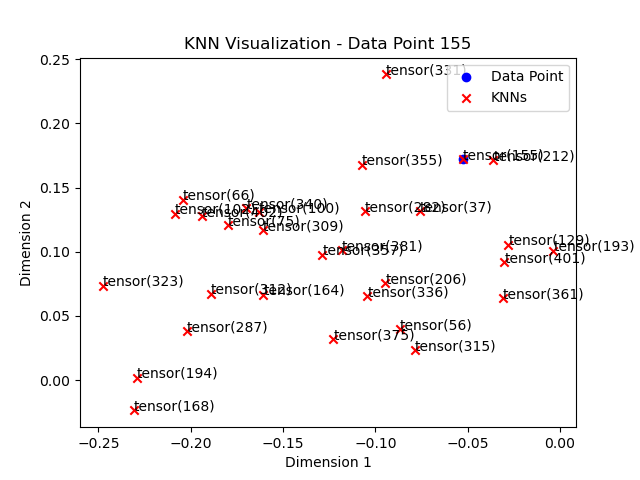 KNN Visualization - Data Point 155
0.25
0.20
0.15
0.10
0.05
0.00
Dimension 2
−0.25
−0.20
−0.15
−0.10
−0.05
0.00
Dimension 1
Data Point
KNNs
tensor(331)
tensor(155)
tensor(212)
tensor(355)
tensor(66)
tensor(340)
tensor(100)
tensor(282)
tensor(37)
tensor(75)
tensor(309)
tensor(129)
tensor(193)
tensor(381)
tensor(357)
tensor(401)
tensor(323)
tensor(206)
tensor(312)
tensor(164)
tensor(336)
tensor(361)
tensor(287)
tensor(56)
tensor(375)
tensor(315)
tensor(194)
tensor(168)